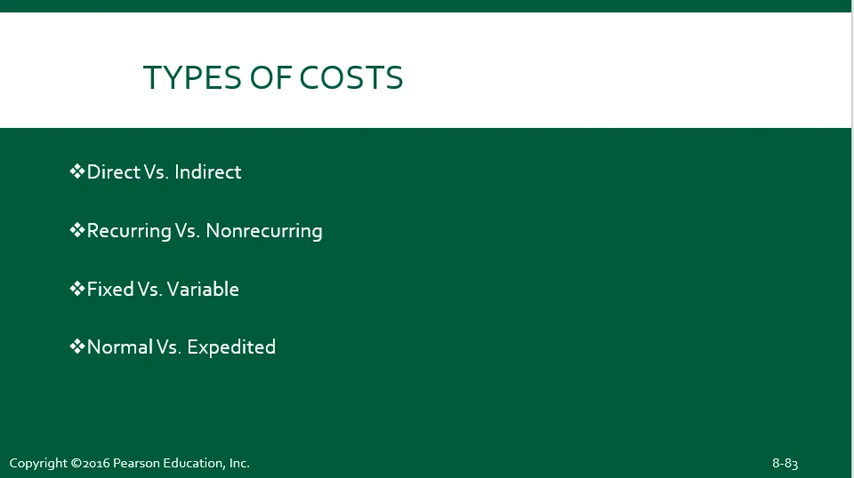 TYPES OF COSTS
❖Direct Vs. Indirect
❖Recurring Vs. Nonrecurring
❖Fixed Vs. Variable
❖Normal Vs. Expedited
Copyright ©2016 Pearson Education, Inc.
8-83